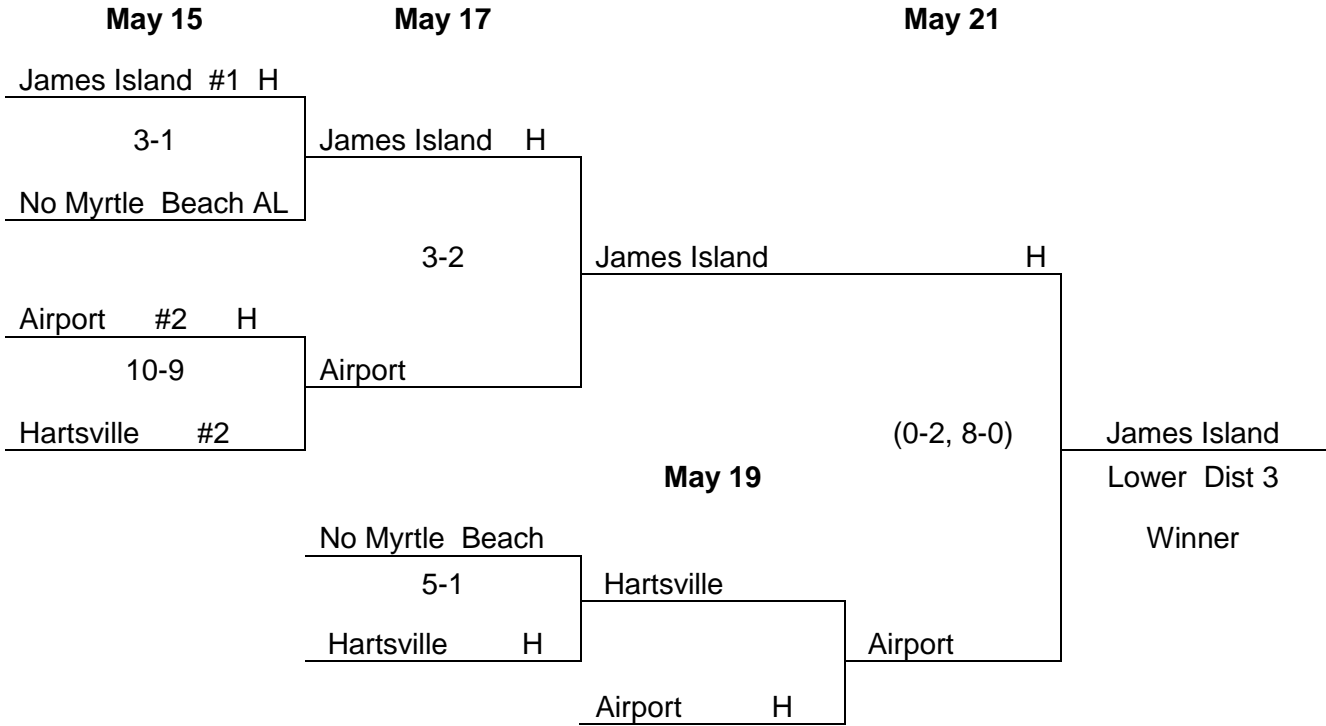 May 15 May 17 May 21
James Island #1 H
3-1 James Island H
No Myrtle Beach AL
3-2 James Island H
Airport #2 H
10-9 Airport
Hartsville #2 (0-2, 8-0) James Island
May 19 Lower Dist 3
No Myrtle Beach Winner
5-1 Hartsville
Hartsville H Airport
Airport H